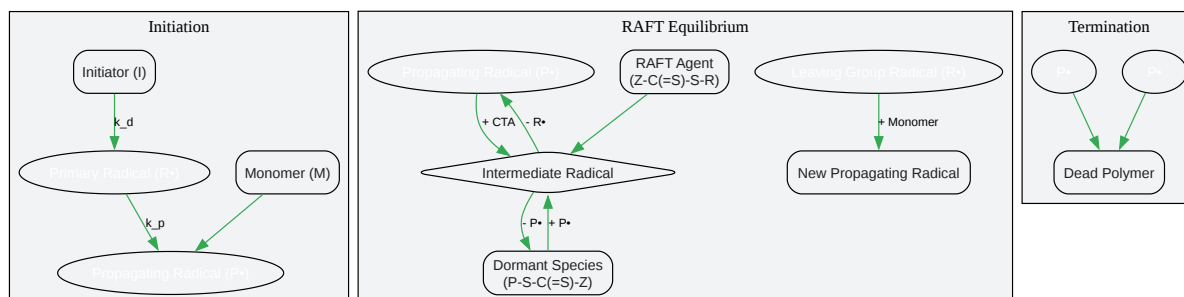 Initiation
Initiator (I)
k_d
Primary Radical (R•)
Monomer (M)
k_p
Propagating Radical (P•)
RAFT Equilibrium
Propagating Radical (P•)
RAFT Agent
(Z-C(=S)-S-R)
+ CTA
- R•
Intermediate Radical
- P•
+ P•
Dormant Species
(P-S-C(=S)-Z)
Leaving Group Radical (R•)
+ Monomer
New Propagating Radical
Termination
P•
P•
Dead Polymer